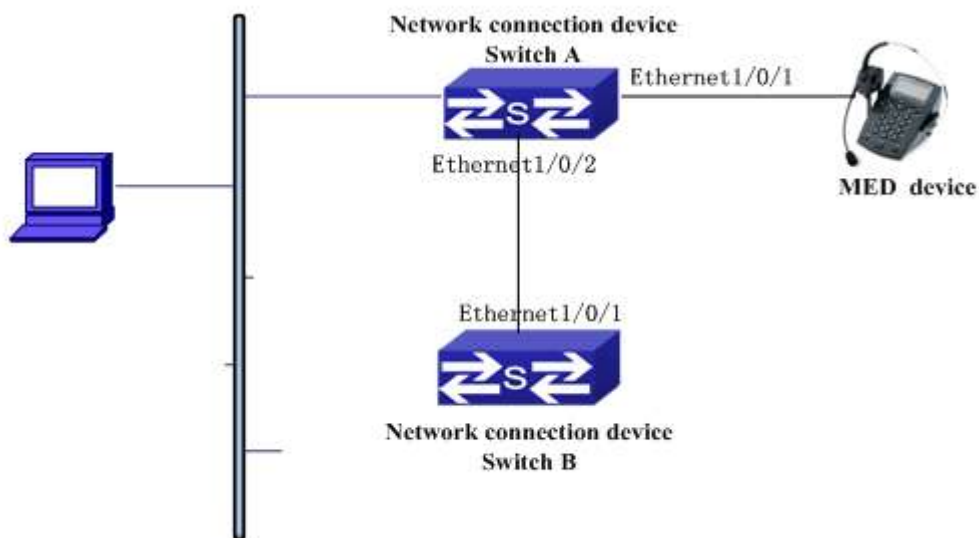 Network connection device
Switch A
Ethernet1/0/1
S
Ethernet1/0/2
MED device
Ethernet1/0/1
S
Network connection device
Switch B